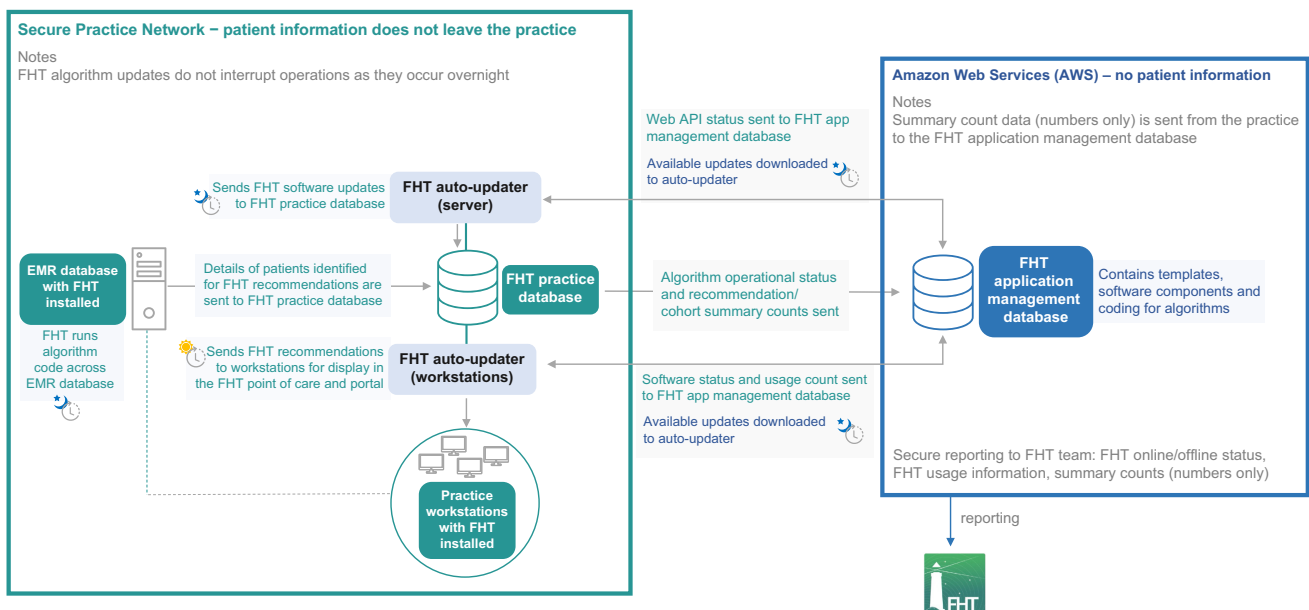 Secure Practice Network – patient information does not leave the practice
Notes
FHT algorithm updates do not interrupt operations as they occur overnight
Sends FHT software updates
to FHT practice database
FHT auto-updater
(server)
EMR database
with FHT
installed
Details of patients identified
for FHT recommendations are
sent to FHT practice database
FHT practice
database
FHT runs
algorithm
code across
EMR database
Sends FHT recommendations
to workstations for display in
the FHT point of care and portal
FHT auto-updater
(workstations)
Practice
workstations
with FHT
installed
Web API status sent to FHT app
management database
Available updates downloaded
to auto-updater
Algorithm operational status
and recommendation/
cohort summary counts sent
Software status and usage count sent
to FHT app management database
Available updates downloaded
to auto-updater
Amazon Web Services (AWS) – no patient information
Notes
Summary count data (numbers only) is sent from the practice
to the FHT application management database
FHT
application
management
database
Contains templates,
software components and
coding for algorithms
Secure reporting to FHT team: FHT online/offline status,
FHT usage information, summary counts (numbers only)
reporting
FHT